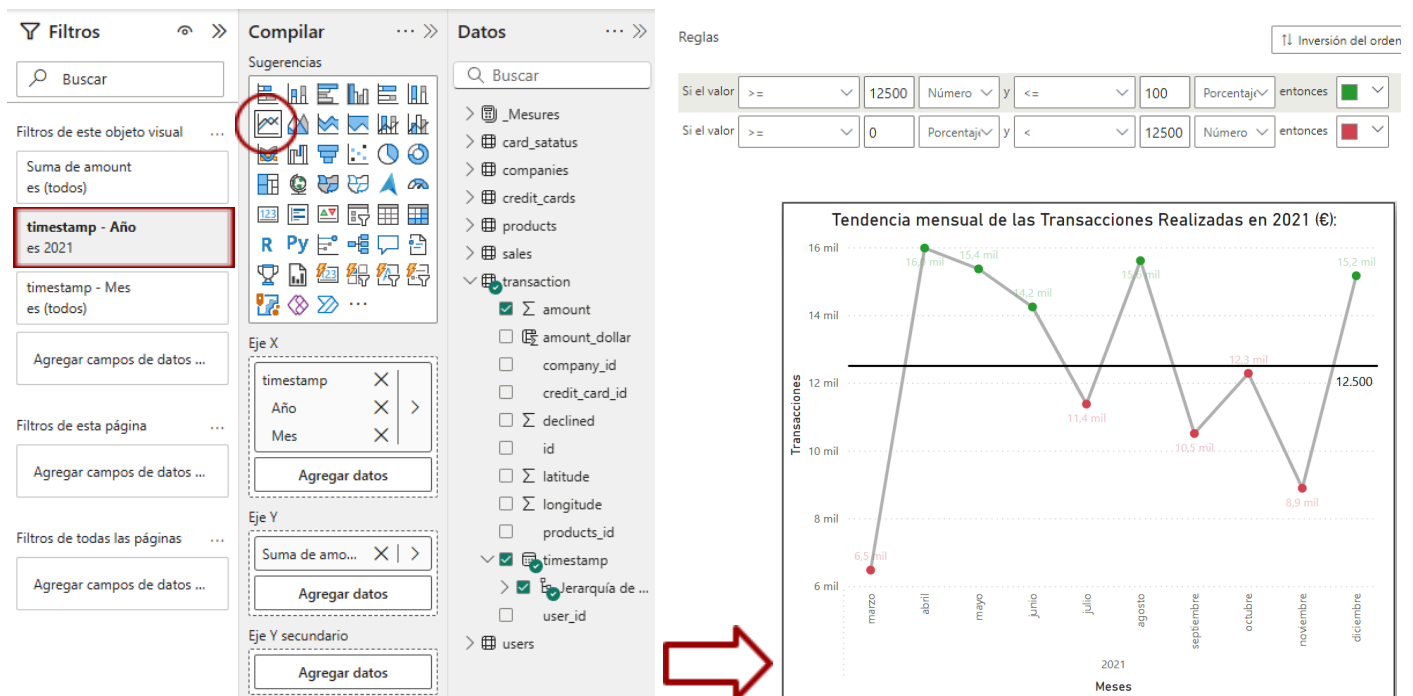 Filtros
Buscar
Filtros de este objeto visual ...
Suma de amount
es (todos)
timestamp - Año
es 2021
timestamp - Mes
es (todos)
Agregar campos de datos ...
Filtros de esta página ...
Agregar campos de datos ...
Filtros de todas las páginas ...
Agregar campos de datos ...
Compilar ...
Sugerencias
123
R Py
123
...
Eje X
timestamp
Año
Mes
Agregar datos
Eje Y
Suma de amo...
Agregar datos
Eje Y secundario
Agregar datos
Datos ...
Buscar
_Mesures
card_satatus
companies
credit_cards
products
sales
transaction
amount
amount_dollar
company_id
credit_card_id
declined
id
latitude
longitude
products_id
timestamp
Jerarquía de ...
user_id
users
Reglas
Inversión del orden
Si el valor >= 12500 Número y <= 100 Porcentaje entonces
Si el valor >= 0 Porcentaje y < 12500 Número entonces
Tendencia mensual de las Transacciones Realizadas en 2021 (€):
Transacciones
16 mil
14 mil
12 mil
10 mil
8 mil
6 mil
6,5 mil
15,4 mil
14,2 mil
11,4 mil
15,6 mil
10,5 mil
12,3 mil
8,9 mil
15,2 mil
12.500
marzo
abril
mayo
junio
julio
agosto
septiembre
octubre
noviembre
diciembre
2021
Meses